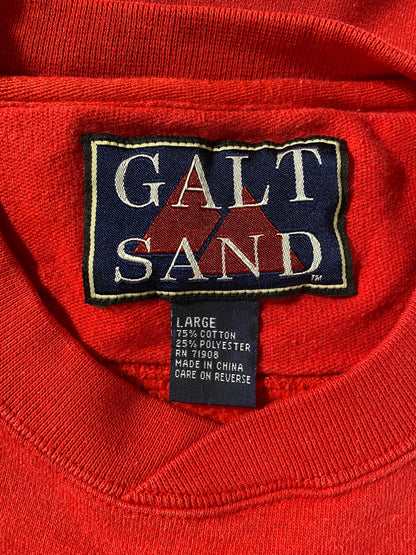 GALT
SAND
TM
LARGE
75% COTTON
25% POLYESTER
RN 71908
MADE IN CHINA
CARE ON REVERSE